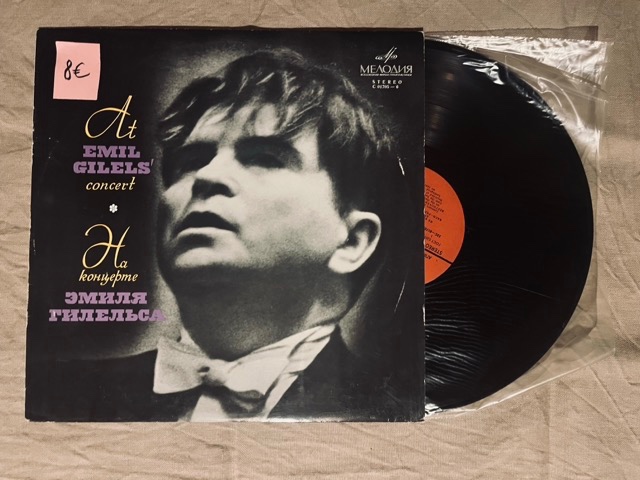 8€
МЕЛОДИЯ
STEREO
At
EMIL
GILELS'
concert
На
концерте
ЭМИЛЯ
ГИЛЕЛЬСА